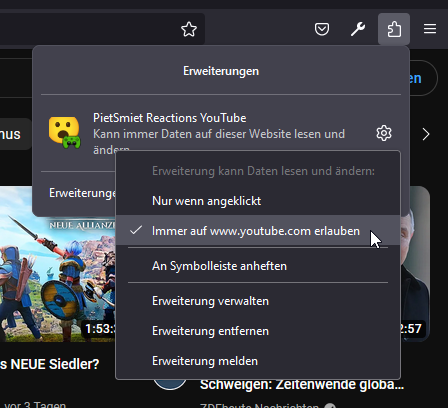 Erweiterungen
en
nus
PietSmiet Reactions YouTube
Kann immer Daten auf dieser Website lesen und
ändern
Erweiterung kann Daten lesen und ändern:
Erweiterungen
Nur wenn angeklickt
Immer auf www.youtube.com erlauben
NEUE ALLIANZ
An Symbolleiste anheften
Erweiterung verwalten
1:53:3
2:57
Erweiterung entfernen
s NEUE Siedler?
Erweiterung melden
Schweigen: Zeitenwende globa...
vor 3 Tagen
ZDFheute Nachrichten